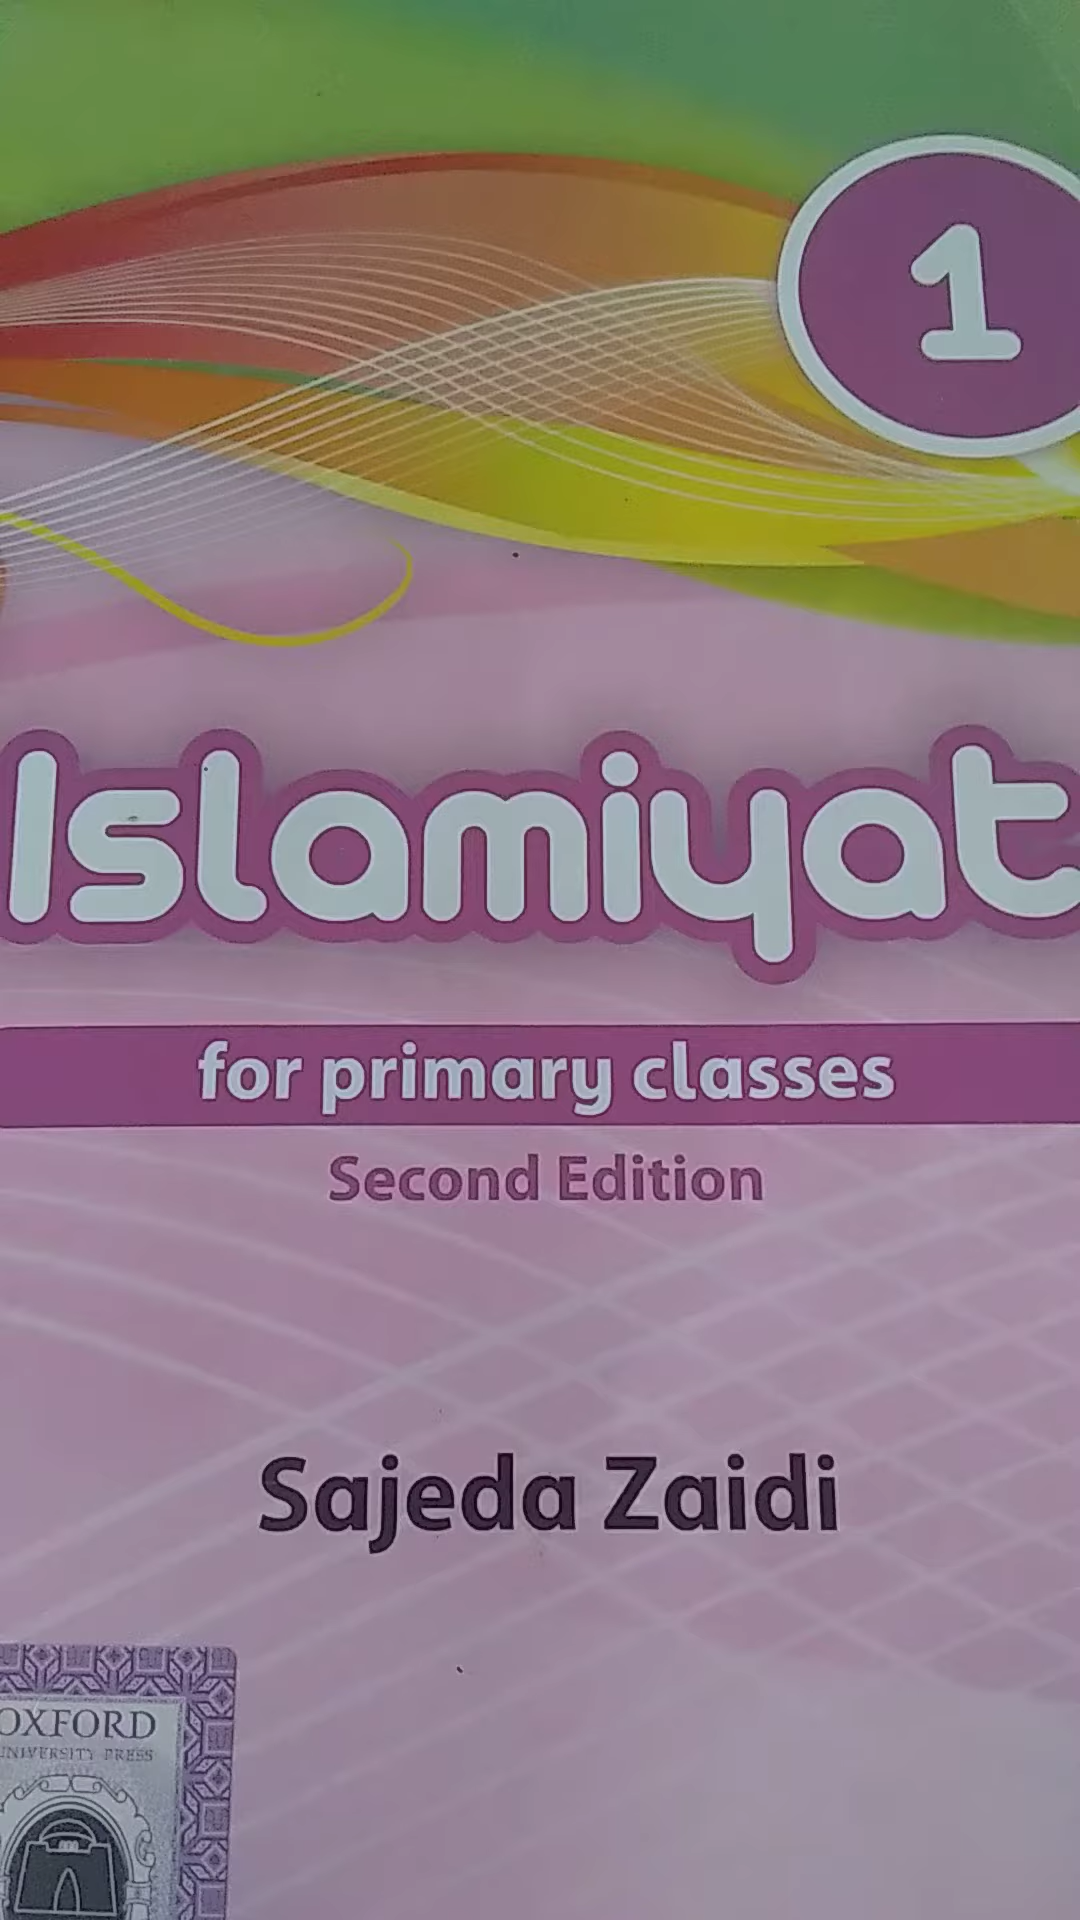 1
Islamiyat
for primary classes
Second Edition
Sajeda Zaidi
OXFORD
UNIVERSITY PRESS